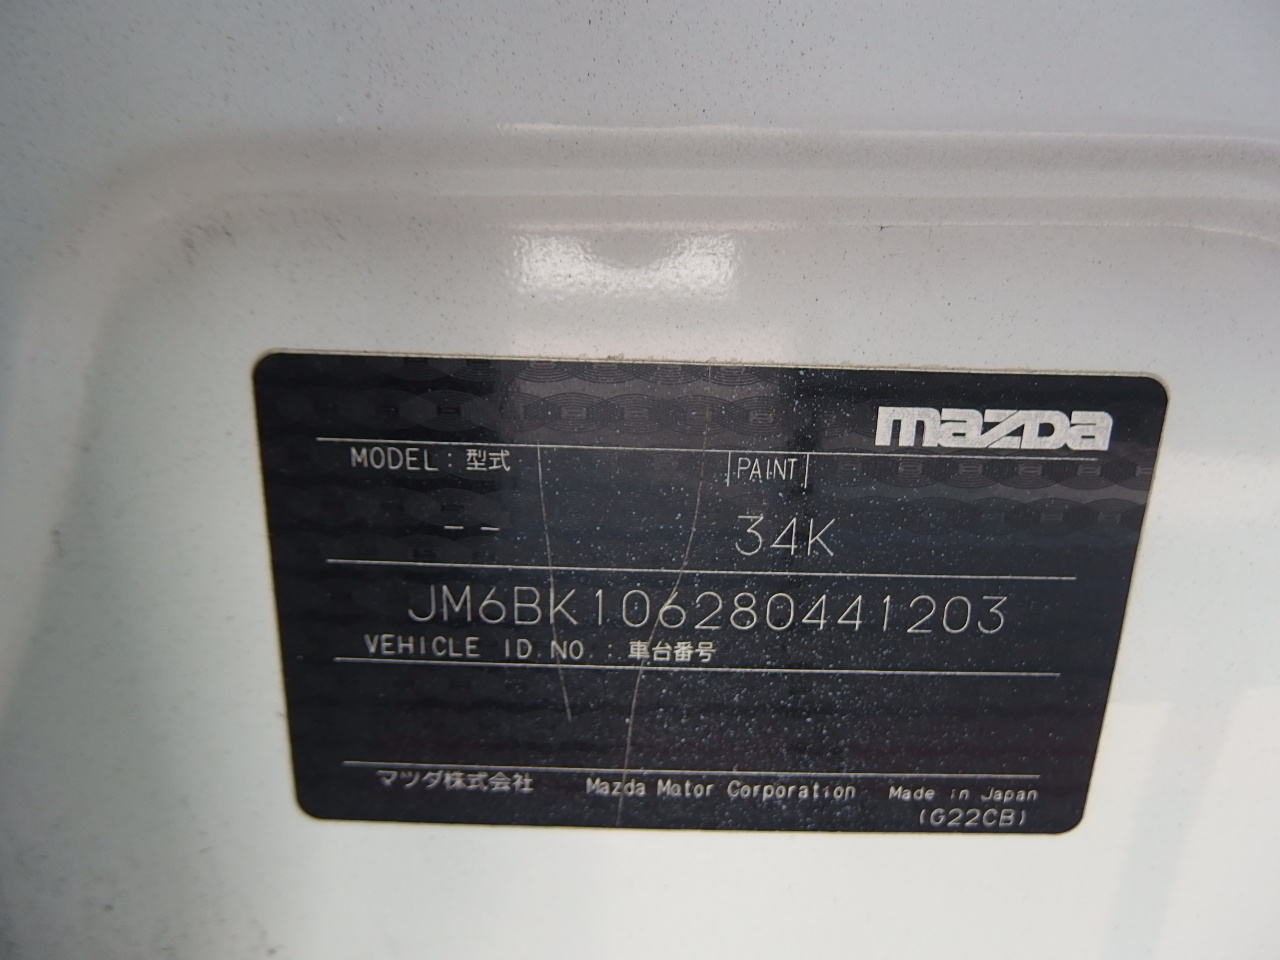 mazda
MODEL : 型式 PAINT
-- 34K
JM6BK106280441203
VEHICLE ID.NO. : 車台番号
マツダ株式会社 Mazda Motor Corporation Made in Japan
(G22CB)